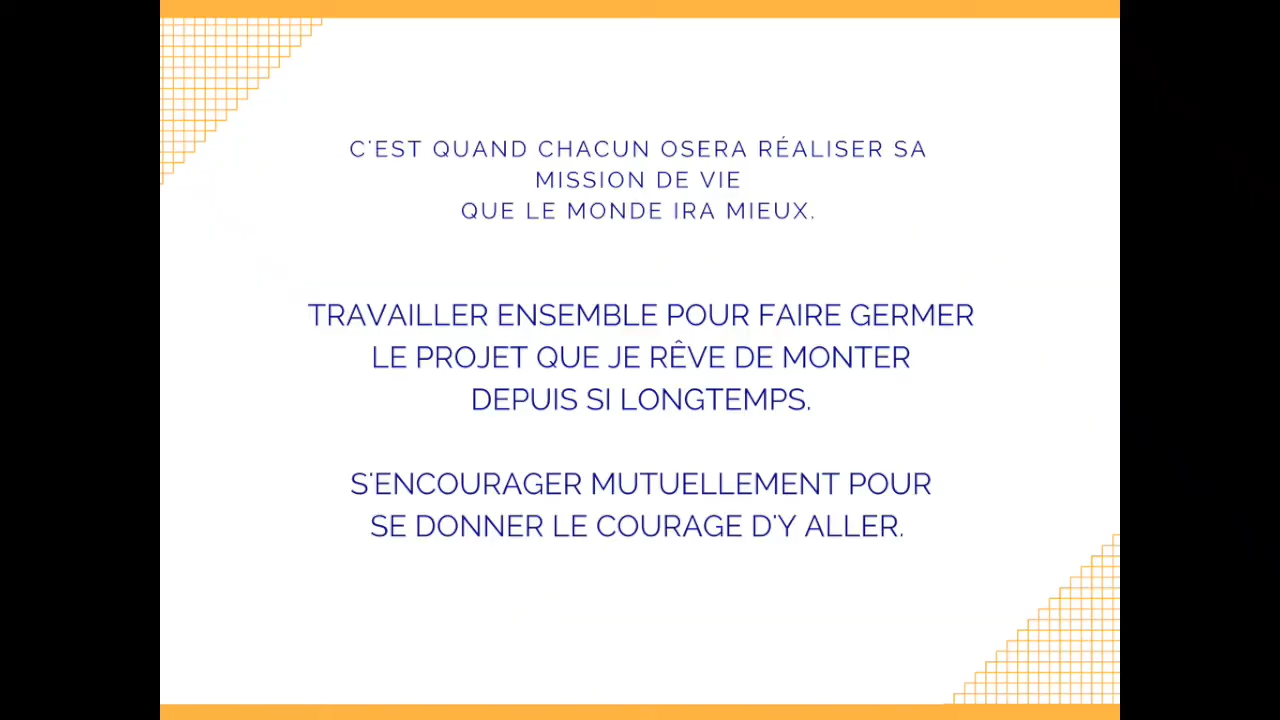 C'EST QUAND CHACUN OSERA RÉALISER SA
MISSION DE VIE
QUE LE MONDE IRA MIEUX.
TRAVAILLER ENSEMBLE POUR FAIRE GERMER
LE PROJET QUE JE RÊVE DE MONTER
DEPUIS SI LONGTEMPS.
S'ENCOURAGER MUTUELLEMENT POUR
SE DONNER LE COURAGE D'Y ALLER.